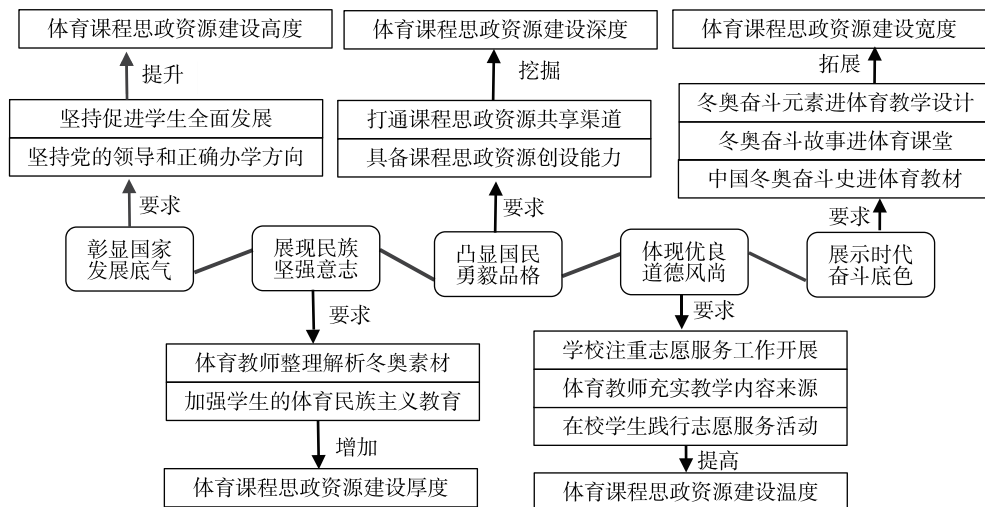 体育课程思政资源建设高度
体育课程思政资源建设深度
体育课程思政资源建设宽度
提升
挖掘
拓展
坚持促进学生全面发展
坚持党的领导和正确办学方向
打通课程思政资源共享渠道
具备课程思政资源创设能力
冬奥奋斗元素进体育教学设计
冬奥奋斗故事进体育课堂
中国冬奥奋斗史进体育教材
要求
要求
要求
彰显国家
发展底气
展现民族
坚强意志
凸显国民
勇毅品格
体现优良
道德风尚
展示时代
奋斗底色
要求
要求
体育教师整理解析冬奥素材
加强学生的体育民族主义教育
学校注重志愿服务工作开展
体育教师充实教学内容来源
在校学生践行志愿服务活动
增加
提高
体育课程思政资源建设厚度
体育课程思政资源建设温度